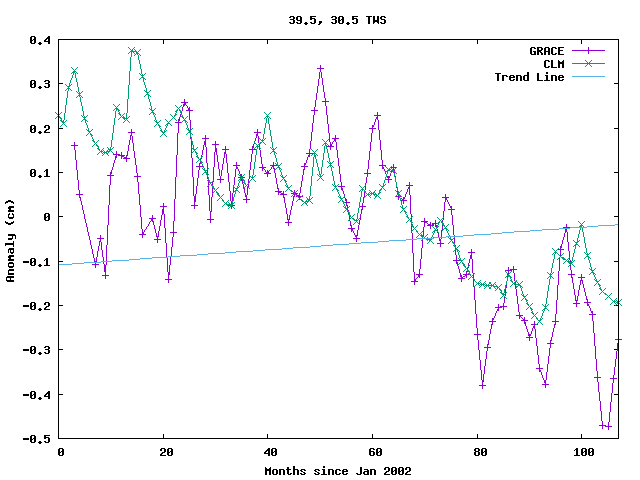 39.5, 30.5 TWS
GRACE
CLM
Trend Line
0.4
0.3
0.2
0.1
0
-0.1
-0.2
-0.3
-0.4
-0.5
Anomaly (cm)
0 20 40 60 80 100
Months since Jan 2002